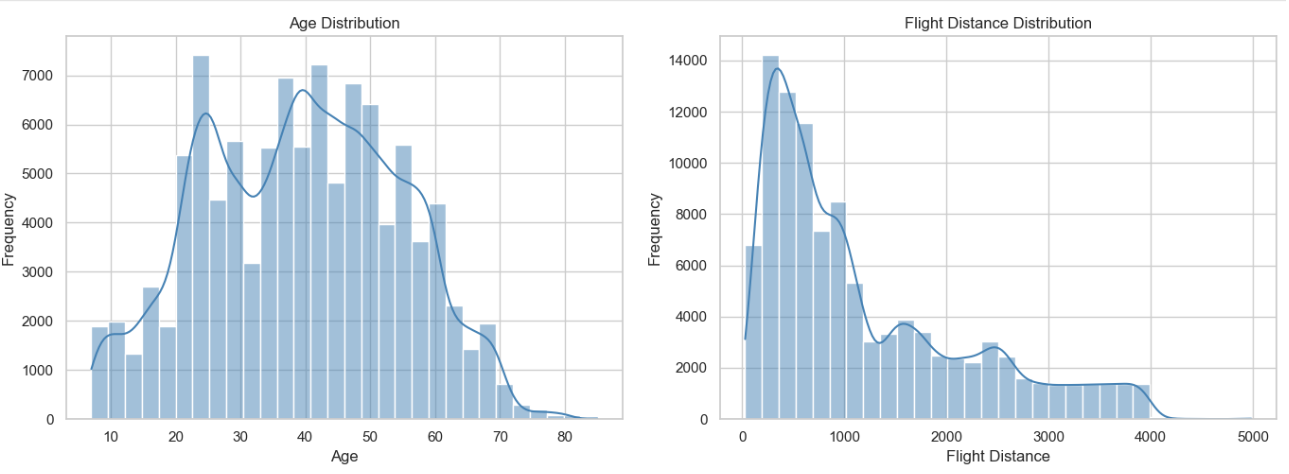 Age Distribution
7000
6000
5000
4000
3000
2000
1000
0
Frequency
10 20 30 40 50 60 70 80
Age
Flight Distance Distribution
14000
12000
10000
8000
6000
4000
2000
0
Frequency
0 1000 2000 3000 4000 5000
Flight Distance